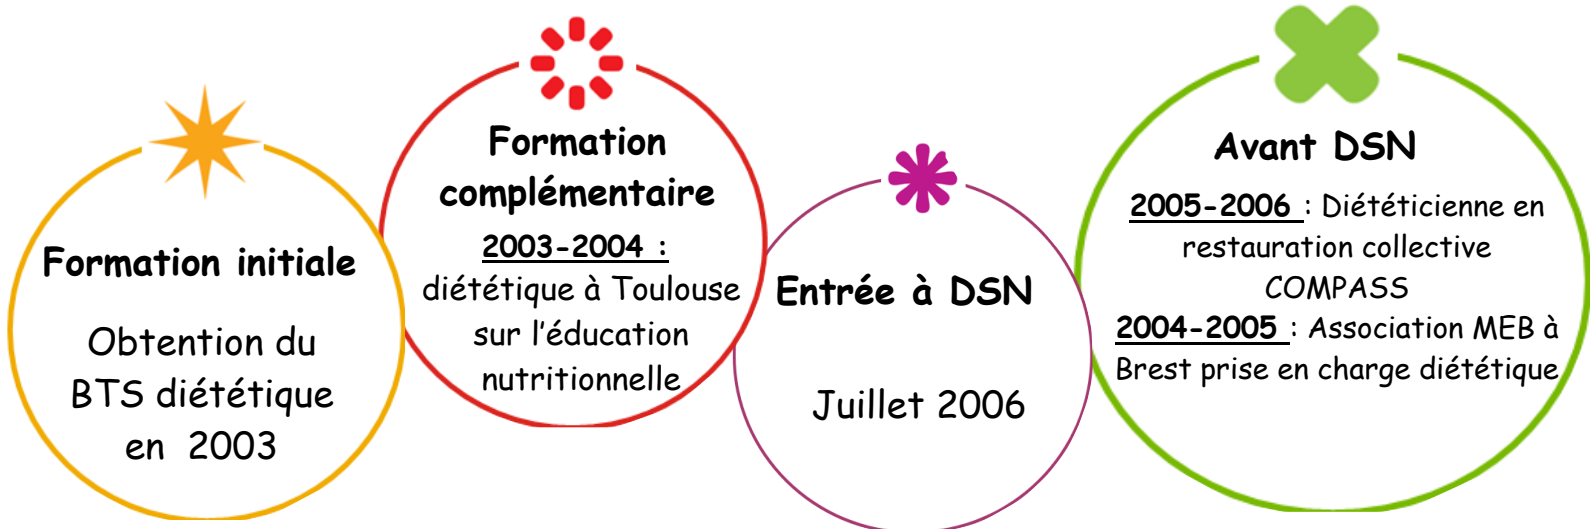 Formation initiale
Obtention du
BTS diététique
en 2003
Formation
complémentaire
2003-2004 :
diététique à Toulouse
sur l'éducation
nutritionnelle
Entrée à DSN
Juillet 2006
Avant DSN
2005-2006 : Diététicienne en
restauration collective
COMPASS
2004-2005 : Association MEB à
Brest prise en charge diététique